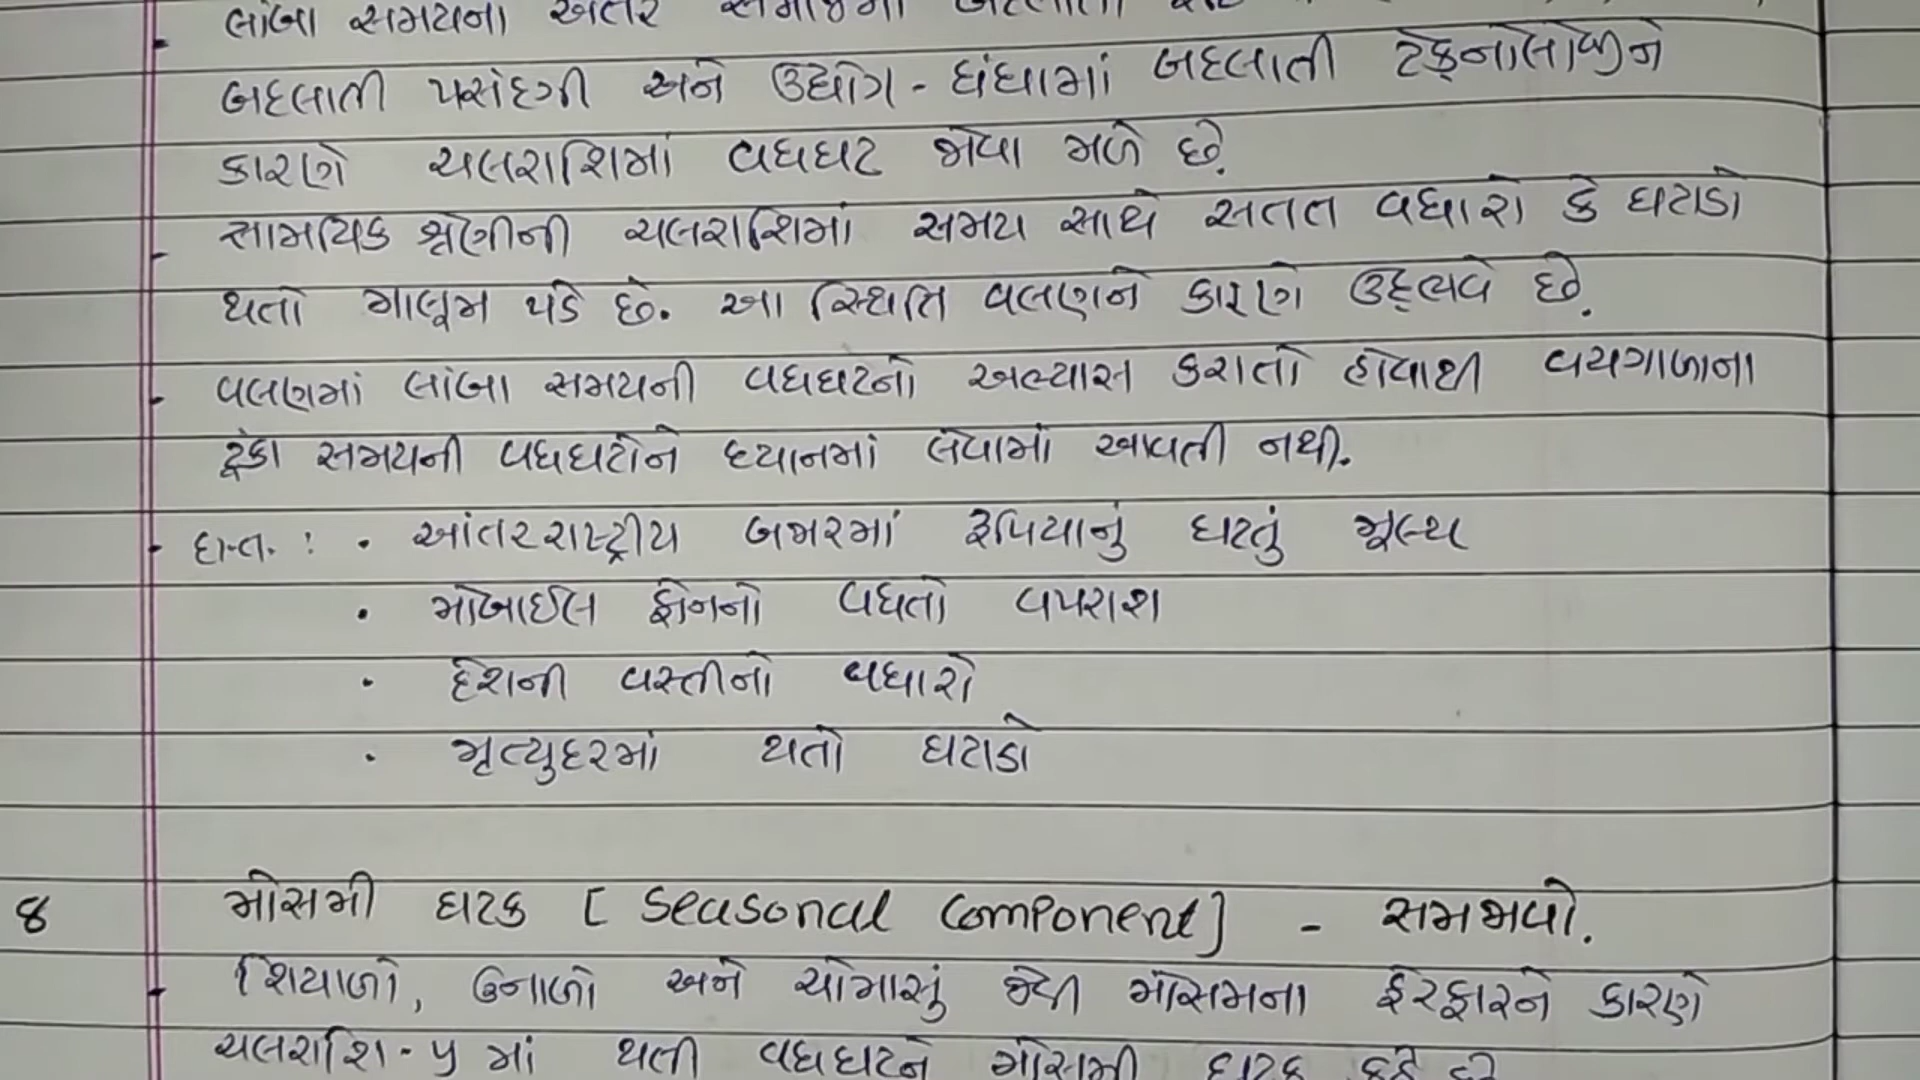 - લાંબા સમયના અંતરે સમાજમાં બદલાતી
બદલાતી પસંદગી અને ઉદ્યોગ - ધંધામાં બદલાતી ટેક્નોલોજીને
કારણે ચલરાશિમાં વધઘટ જોવા મળે છે.
- સામયિક શ્રેણીની ચલરાશિમાં સમય સાથે સતત વધારો કે ઘટાડો
થતો માલૂમ પડે છે. આ સ્થિતિ વલણને કારણે ઉદ્ભવે છે.
- વલણમાં લાંબા સમયની વધઘટનો અભ્યાસ કરાતો હોવાથી વચગાળાના
ટૂંકા સમયની વધઘટોને ધ્યાનમાં લેવામાં આવતી નથી.
- દા.ત. : • આંતરરાષ્ટ્રીય બજારમાં રૂપિયાનું ઘટતું મૂલ્ય
• મોબાઈલ ફોનનો વધતો વપરાશ
• દેશની વસ્તીનો વધારો
• મૃત્યુદરમાં થતો ઘટાડો
8 મોસમી ઘટક [ Seasonal Component ] - સમજાવો.
- શિયાળો, ઉનાળો અને ચોમાસું જેવી મોસમના ફેરફારને કારણે
ચલરાશિ - y માં થતી વધઘટને મોસમી ઘટક કહે છે